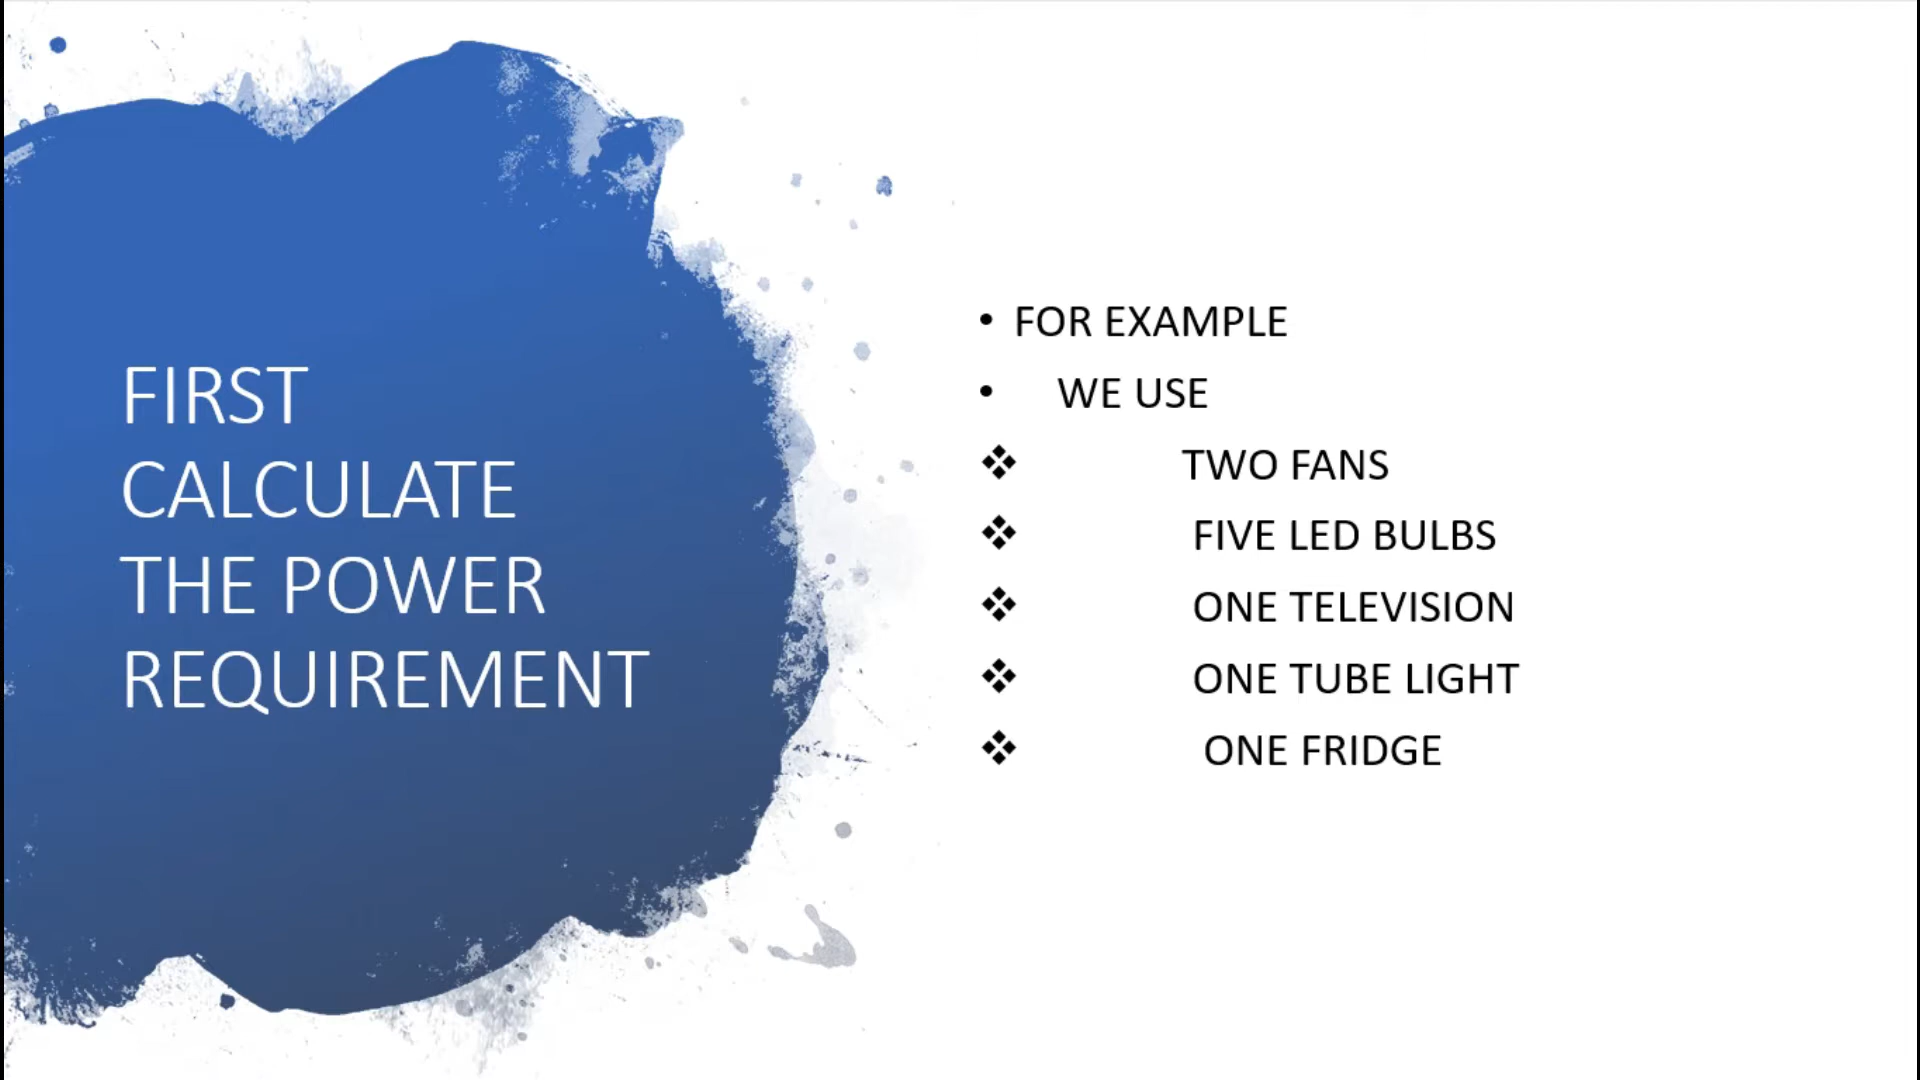 FIRST
CALCULATE
THE POWER
REQUIREMENT
• FOR EXAMPLE
• WE USE
❖ TWO FANS
❖ FIVE LED BULBS
❖ ONE TELEVISION
❖ ONE TUBE LIGHT
❖ ONE FRIDGE